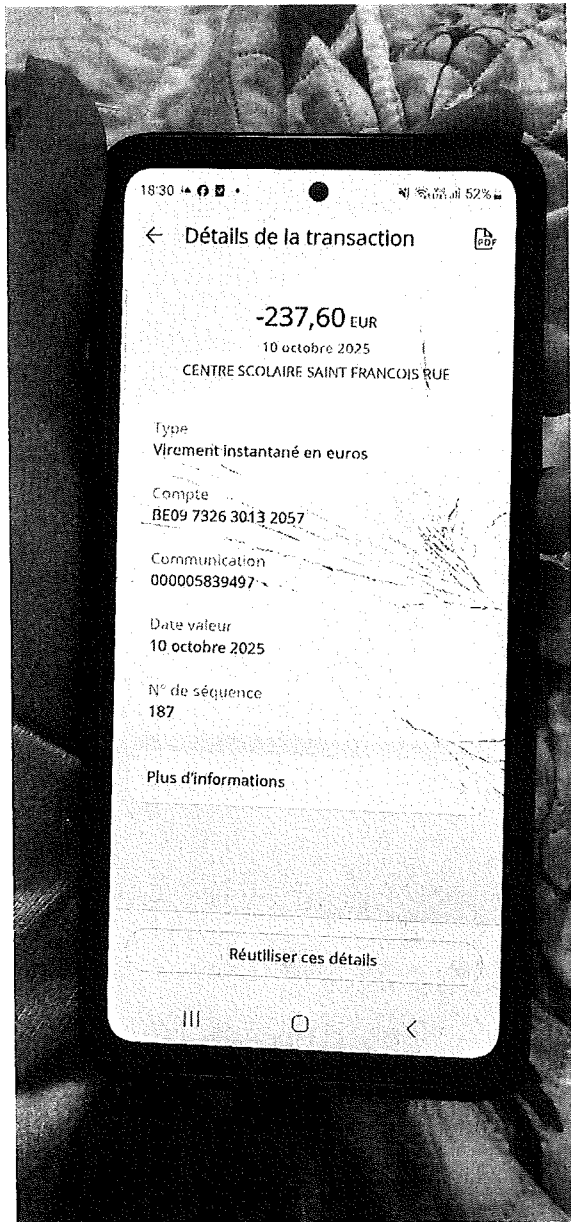 18:30
52%
Détails de la transaction
PDF
-237,60 EUR
10 octobre 2025
CENTRE SCOLAIRE SAINT FRANCOIS RUE
Type
Virement instantané en euros
Compte
BE09 7326 3013 2057
Communication
000005839497
Date valeur
10 octobre 2025
N° de séquence
187
Plus d'informations
Réutiliser ces détails